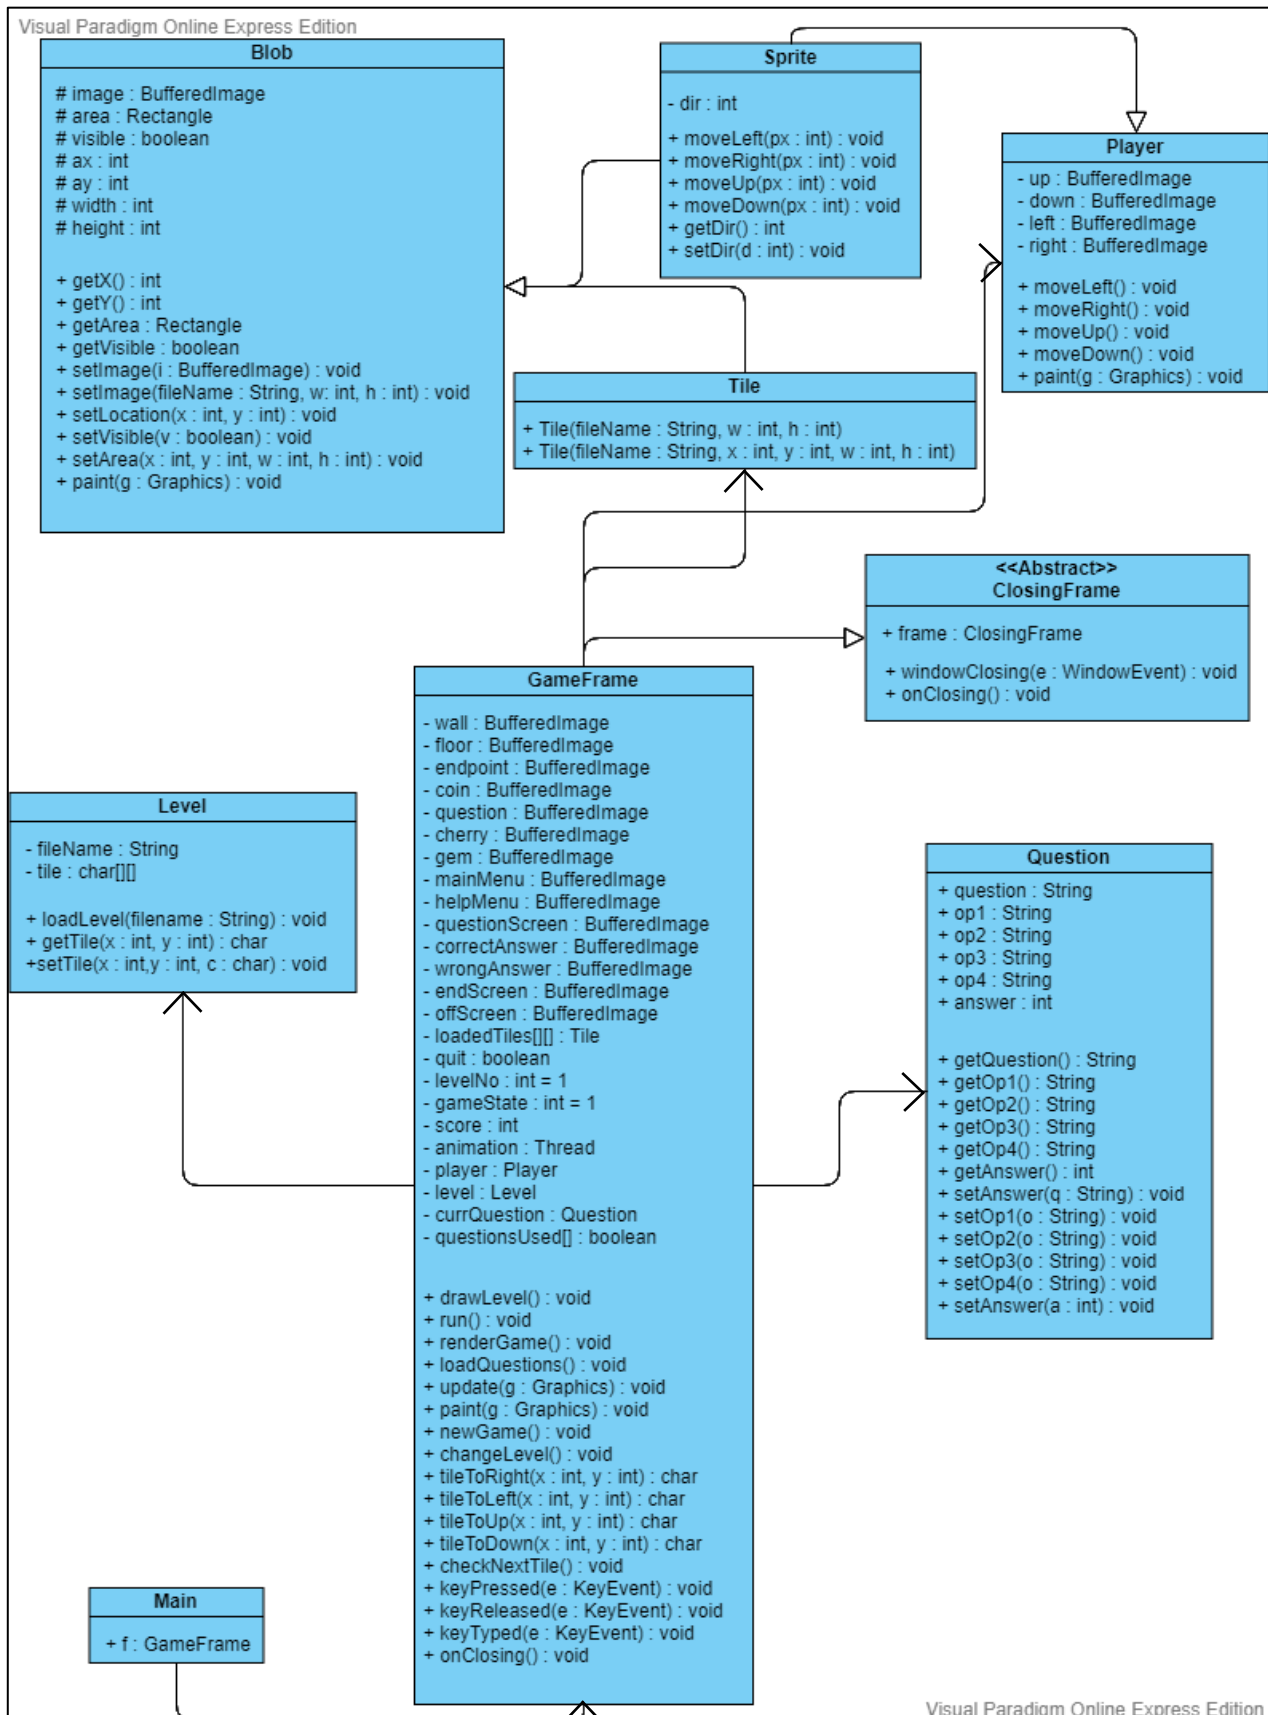 Visual Paradigm Online Express Edition
Blob
# image : BufferedImage
# area : Rectangle
# visible : boolean
# ax : int
# ay : int
# width : int
# height : int
+ getX() : int
+ getY() : int
+ getArea : Rectangle
+ getVisible : boolean
+ setImage(i : BufferedImage) : void
+ setImage(fileName : String, w: int, h : int) : void
+ setLocation(x : int, y : int) : void
+ setVisible(v : boolean) : void
+ setArea(x : int, y : int, w : int, h : int) : void
+ paint(g : Graphics) : void
Sprite
- dir : int
+ moveLeft(px : int) : void
+ moveRight(px : int) : void
+ moveUp(px : int) : void
+ moveDown(px : int) : void
+ getDir() : int
+ setDir(d : int) : void
Player
- up : BufferedImage
- down : BufferedImage
- left : BufferedImage
- right : BufferedImage
+ moveLeft() : void
+ moveRight() : void
+ moveUp() : void
+ moveDown() : void
+ paint(g : Graphics) : void
Tile
+ Tile(fileName : String, w : int, h : int)
+ Tile(fileName : String, x : int, y : int, w : int, h : int)
<<Abstract>>
ClosingFrame
+ frame : ClosingFrame
+ windowClosing(e : WindowEvent) : void
+ onClosing() : void
GameFrame
- wall : BufferedImage
- floor : BufferedImage
- endpoint : BufferedImage
- coin : BufferedImage
- question : BufferedImage
- cherry : BufferedImage
- gem : BufferedImage
- mainMenu : BufferedImage
- helpMenu : BufferedImage
- questionScreen : BufferedImage
- correctAnswer : BufferedImage
- wrongAnswer : BufferedImage
- endScreen : BufferedImage
- offScreen : BufferedImage
- loadedTiles[][] : Tile
- quit : boolean
- levelNo : int = 1
- gameState : int = 1
- score : int
- animation : Thread
- player : Player
- level : Level
- currQuestion : Question
- questionsUsed[] : boolean
+ drawLevel() : void
+ run() : void
+ renderGame() : void
+ loadQuestions() : void
+ update(g : Graphics) : void
+ paint(g : Graphics) : void
+ newGame() : void
+ changeLevel() : void
+ tileToRight(x : int, y : int) : char
+ tileToLeft(x : int, y : int) : char
+ tileToUp(x : int, y : int) : char
+ tileToDown(x : int, y : int) : char
+ checkNextTile() : void
+ keyPressed(e : KeyEvent) : void
+ keyReleased(e : KeyEvent) : void
+ keyTyped(e : KeyEvent) : void
+ onClosing() : void
Level
- fileName : String
- tile : char[][]
+ loadLevel(filename : String) : void
+ getTile(x : int, y : int) : char
+setTile(x : int,y : int, c : char) : void
Question
+ question : String
+ op1 : String
+ op2 : String
+ op3 : String
+ op4 : String
+ answer : int
+ getQuestion() : String
+ getOp1() : String
+ getOp2() : String
+ getOp3() : String
+ getOp4() : String
+ getAnswer() : int
+ setAnswer(q : String) : void
+ setOp1(o : String) : void
+ setOp2(o : String) : void
+ setOp3(o : String) : void
+ setOp4(o : String) : void
+ setAnswer(a : int) : void
Main
+ f : GameFrame
Visual Paradigm Online Express Edition